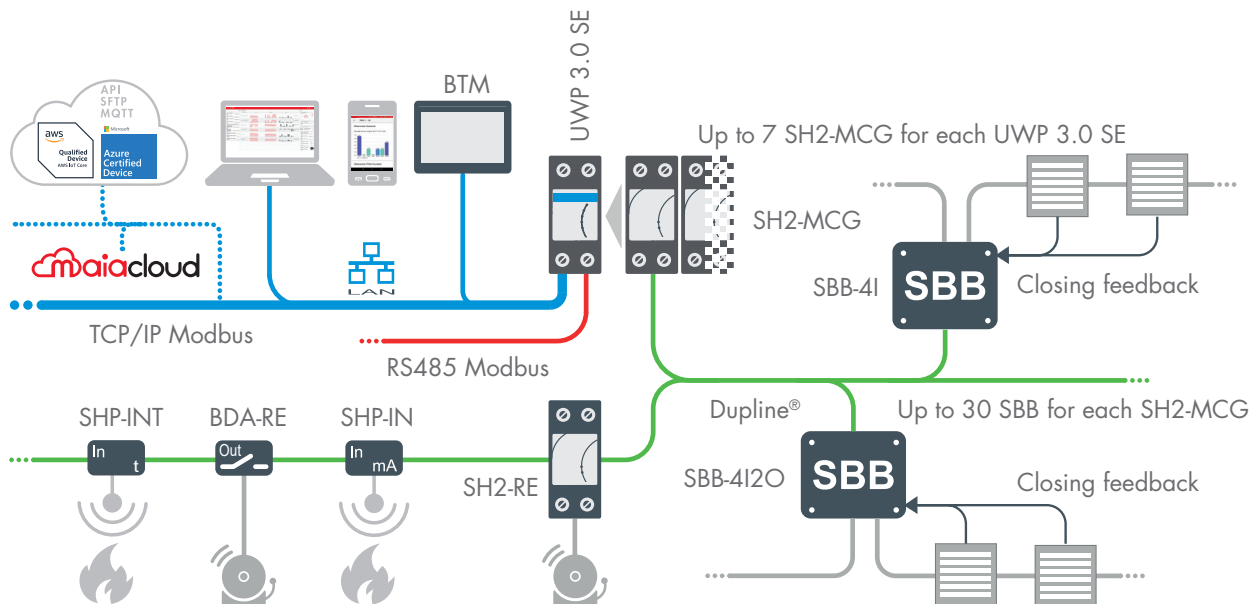 API
SFTP
MQTT
aws
Qualified
Device
AWS IoT Core
Microsoft
Azure
Certified
Device
BTM
UWP 3.0 SE
Up to 7 SH2-MCG for each UWP 3.0 SE
SH2-MCG
maiacloud
LAN
SBB-4I
SBB
Closing feedback
TCP/IP Modbus
RS485 Modbus
Dupline®
Up to 30 SBB for each SH2-MCG
SHP-INT
BDA-RE
SHP-IN
In
t
Out
In
mA
SH2-RE
SBB-4I2O
SBB
Closing feedback